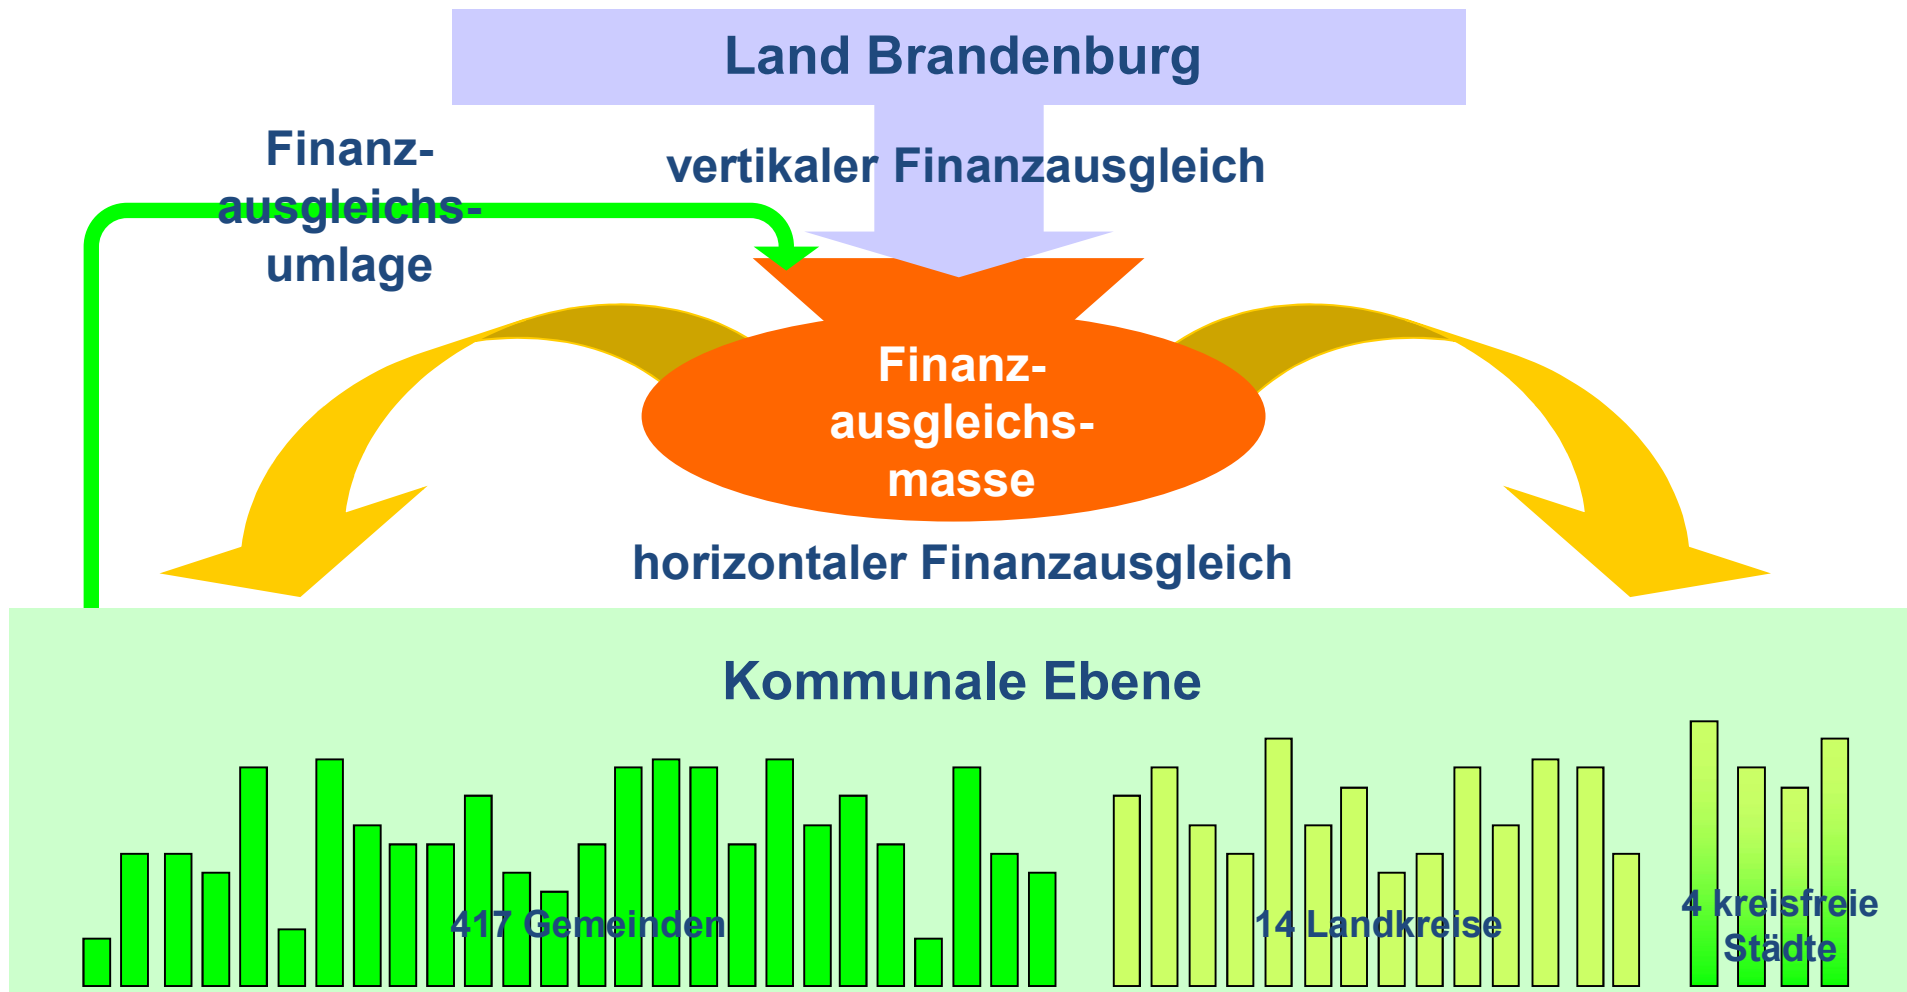 Land Brandenburg
Finanz-
ausgleichs-
umlage
vertikaler Finanzausgleich
Finanz-
ausgleichs-
masse
horizontaler Finanzausgleich
Kommunale Ebene
417 Gemeinden
14 Landkreise
4 kreisfreie
Städte